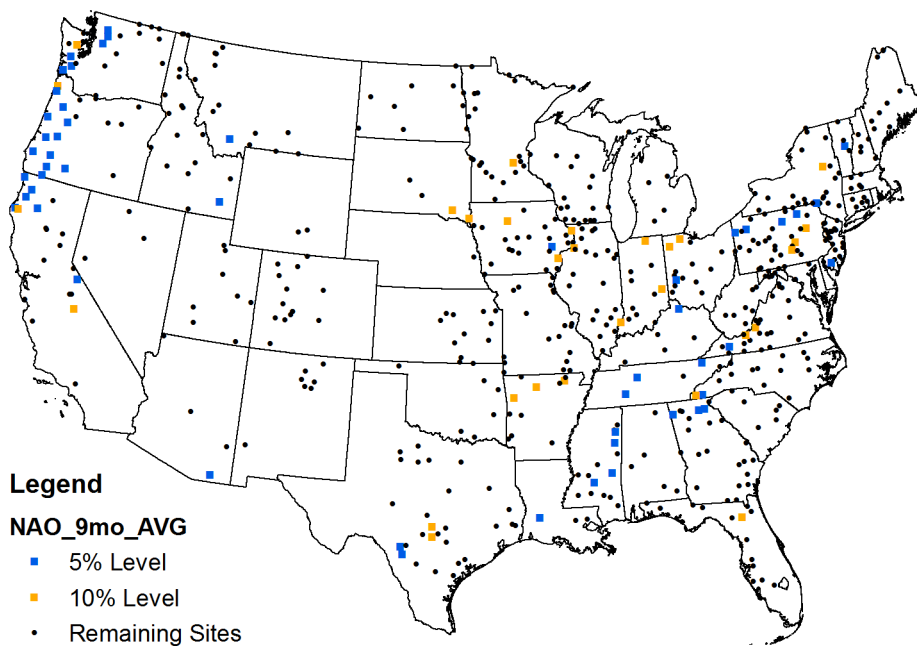 Legend
NAO_9mo_AVG
5% Level
10% Level
Remaining Sites